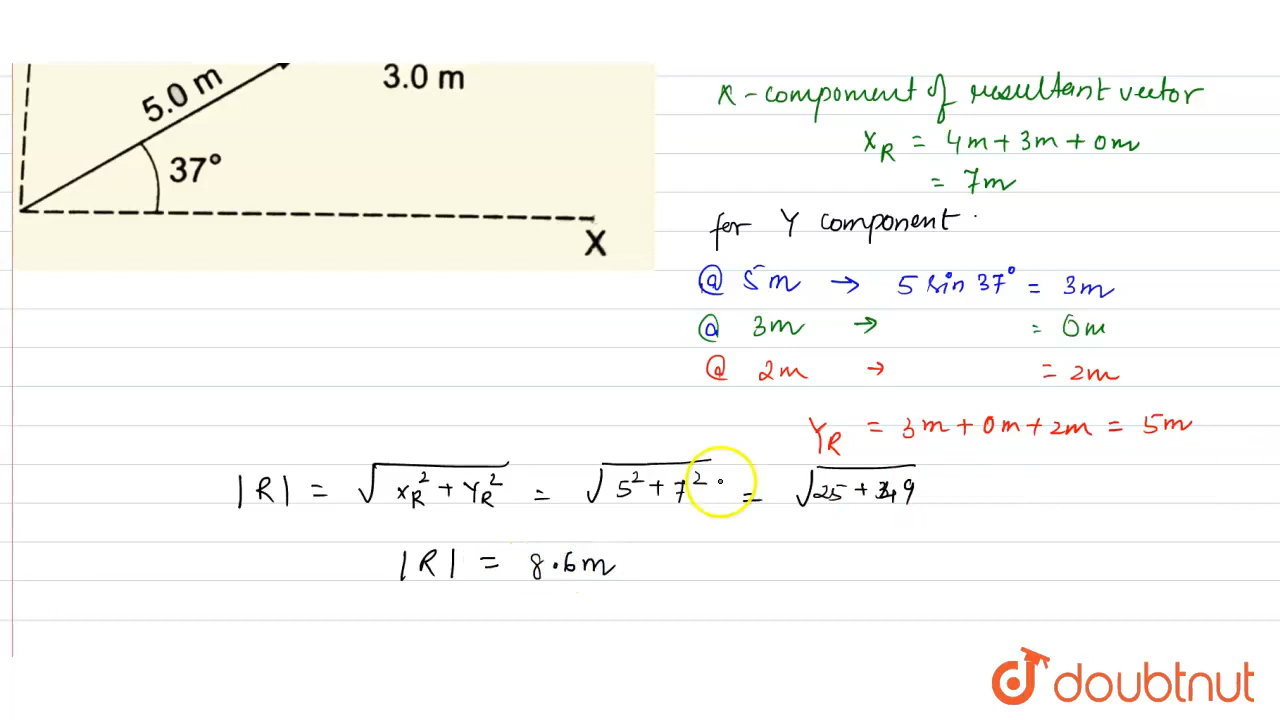 5.0 m
3.0 m
37°
X
X-component of resultant vector
X_R = 4m + 3m + 0m
= 7m
for Y component.
@ 5m → 5 sin 37° = 3m
@ 3m → = 0m
@ 2m → = 2m
Y_R = 3m + 0m + 2m = 5m
|R| = √(X_R² + Y_R²) = √(5² + 7²) = √(25 + 49
|R| = 8.6m
doubtnut